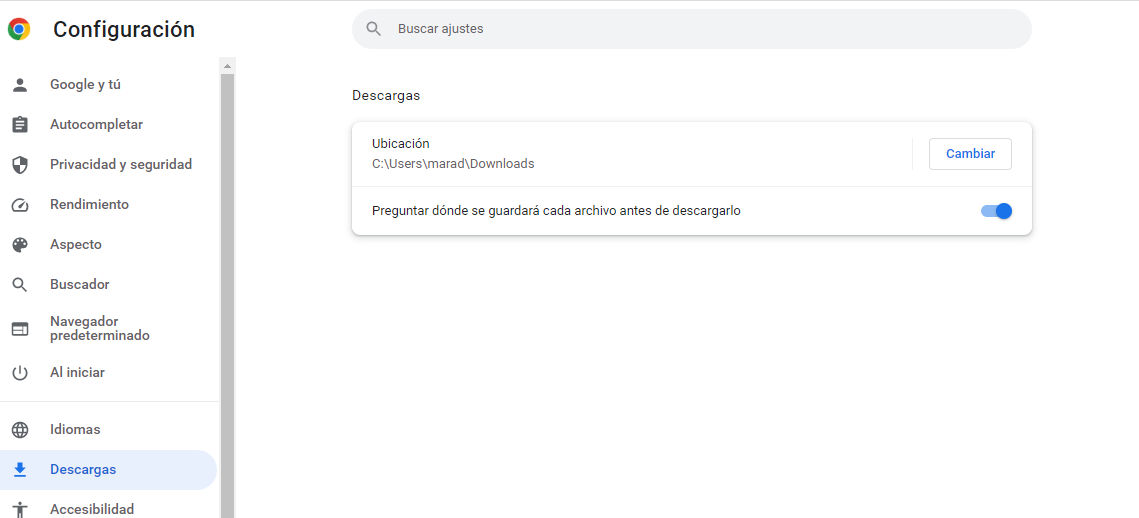 Configuración
Buscar ajustes
Google y tú
Autocompletar
Privacidad y seguridad
Rendimiento
Aspecto
Buscador
Navegador
predeterminado
Al iniciar
Idiomas
Descargas
Accesibilidad
Descargas
Ubicación
C:\Users\marad\Downloads
Cambiar
Preguntar dónde se guardará cada archivo antes de descargarlo